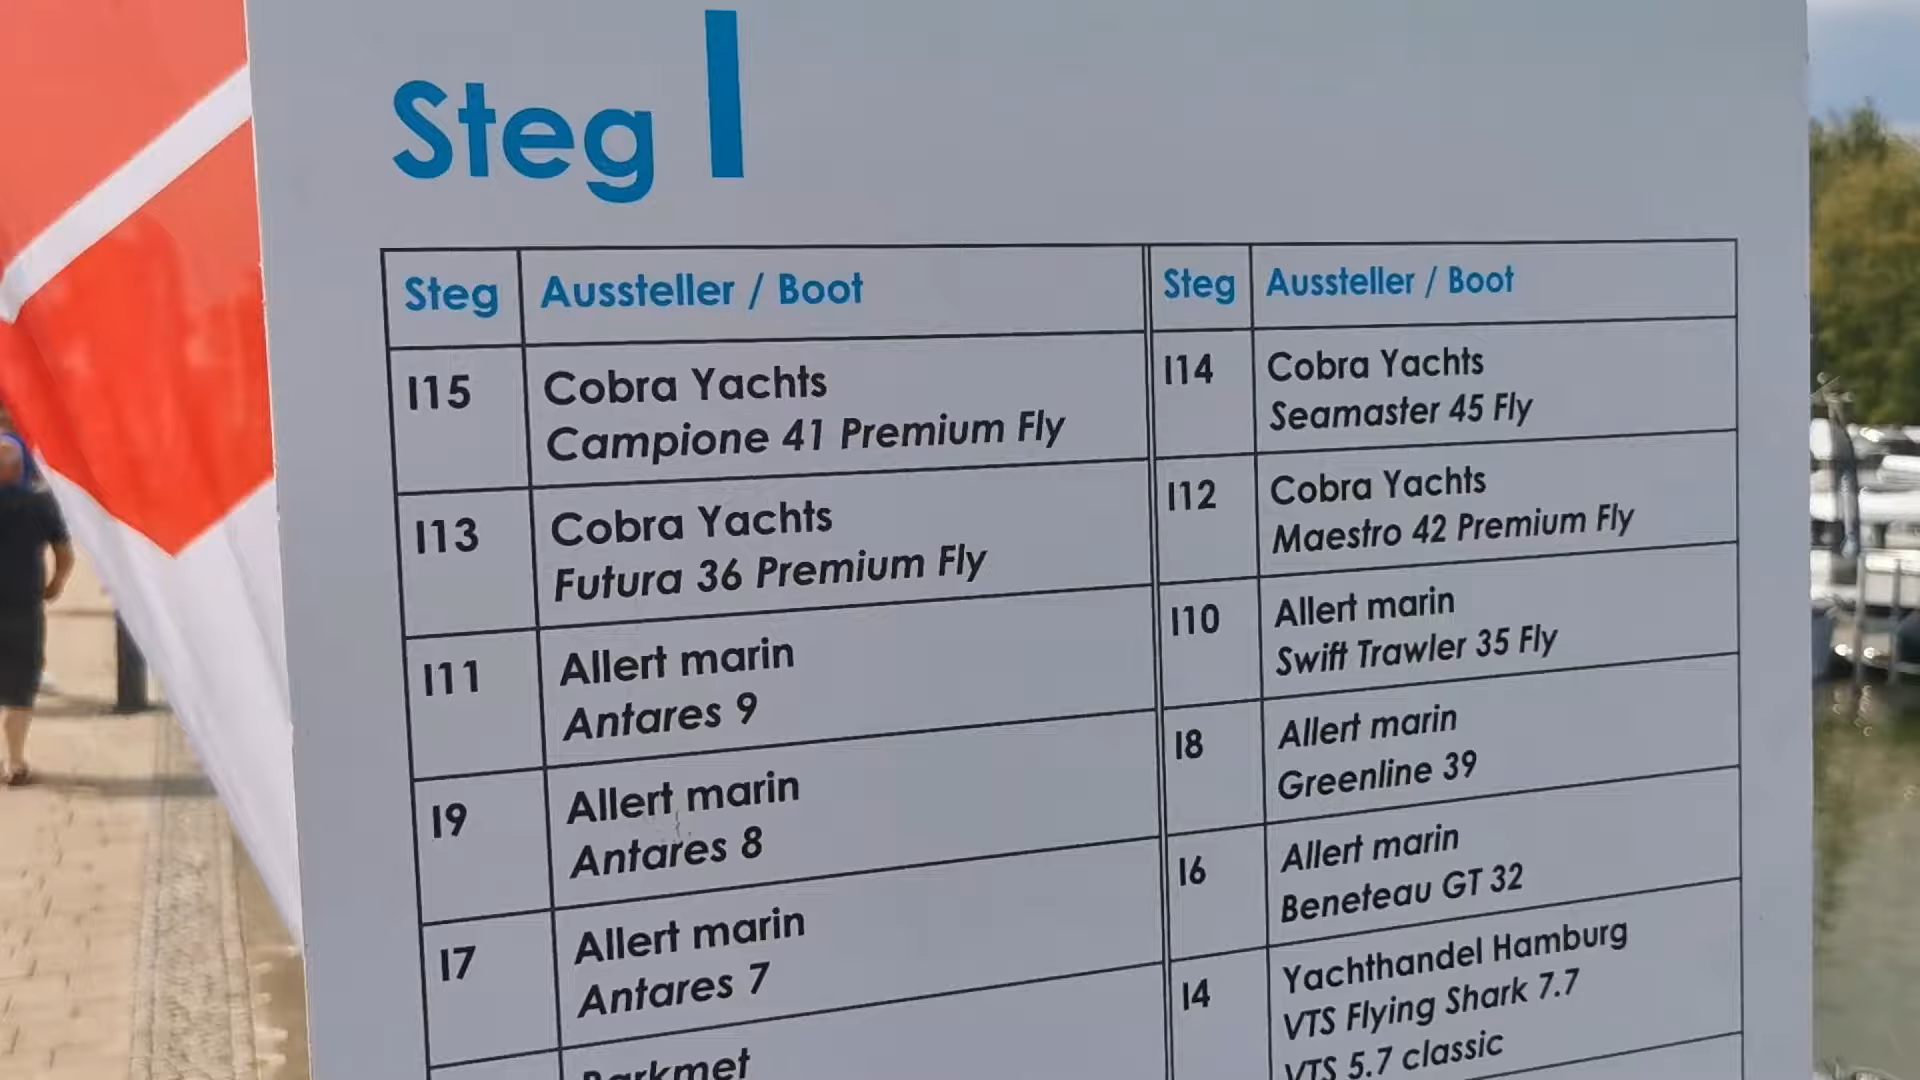 Steg I
Steg Aussteller / Boot Steg Aussteller / Boot
I15 Cobra Yachts
Campione 41 Premium Fly
I14 Cobra Yachts
Seamaster 45 Fly
I13 Cobra Yachts
Futura 36 Premium Fly
I12 Cobra Yachts
Maestro 42 Premium Fly
I11 Allert marin
Antares 9
I10 Allert marin
Swift Trawler 35 Fly
I9 Allert marin
Antares 8
I8 Allert marin
Greenline 39
I7 Allert marin
Antares 7
I6 Allert marin
Beneteau GT 32
I4 Yachthandel Hamburg
VTS Flying Shark 7.7
VTS 5.7 classic